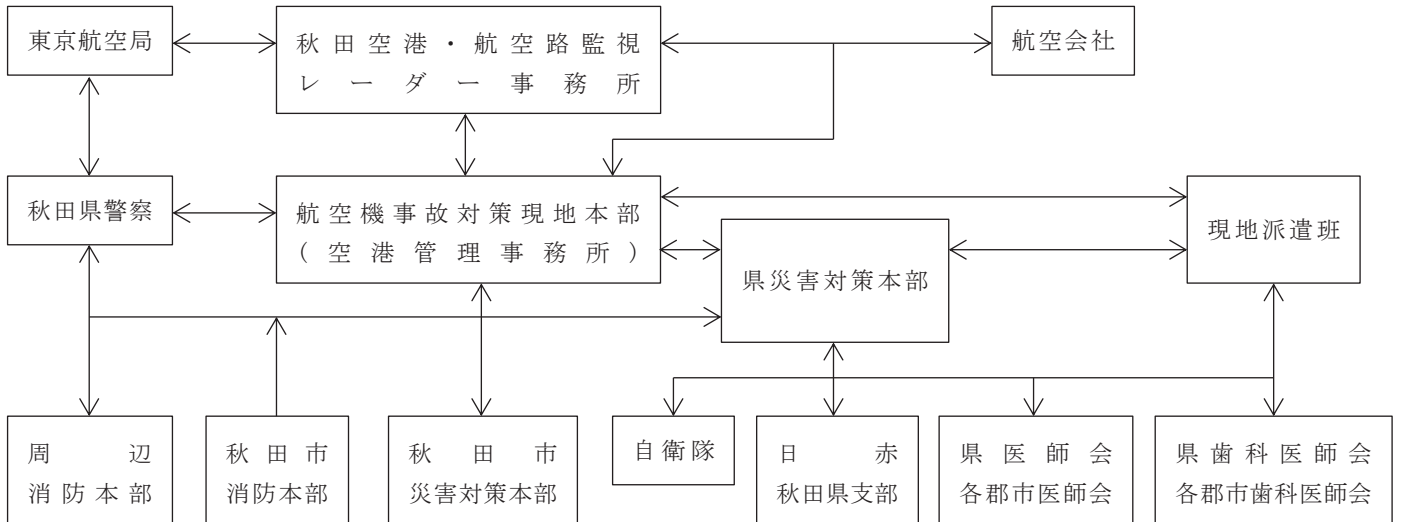 東京航空局
秋田空港・航空路監視
レーダー事務所
航空会社
秋田県警察
航空機事故対策現地本部
(空港管理事務所)
県災害対策本部
現地派遣班
周辺
消防本部
秋田市
消防本部
秋田市
災害対策本部
自衛隊
日赤
秋田県支部
県医師会
各郡市医師会
県歯科医師会
各郡市歯科医師会